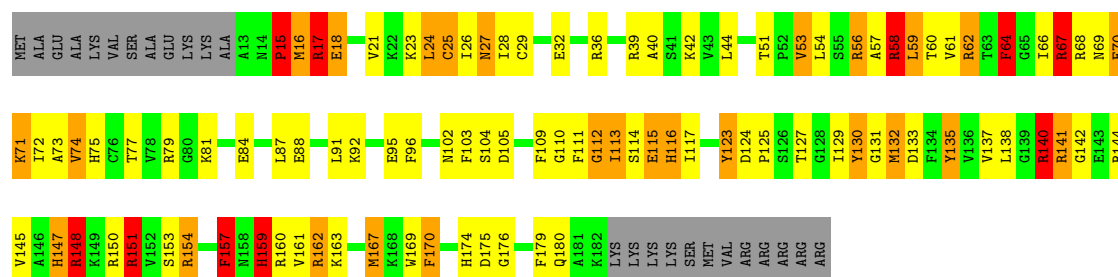 MET ALA GLU ALA LYS VAL SER ALA GLU LYS LYS ALA A13 N14 P15 M16 R17 E18 V21 K22 K23 L24 C25 I26 N27 I28 C29 E32 R36 R39 A40 S41 K42 V43 L44 T51 P52 V53 L54 S55 R56 A57 R58 L59 T60 V61 R62 T63 F64 G65 I66 R67 R68 N69 E70
K71 I72 A73 V74 H75 C76 T77 V78 R79 G80 K81 E84 L87 E88 L91 K92 E95 F96 N102 F103 S104 D105 F109 G110 F111 G112 I113 S114 E115 H116 I117 Y123 D124 P125 S126 T127 G128 I129 Y130 G131 M132 D133 F134 Y135 V136 V137 L138 G139 R140 R141 G142 E143 R144
V145 A146 H147 R148 K149 R150 R151 V152 S153 R154 F157 N158 H159 R160 V161 R162 K163 M167 K168 W169 F170 H174 D175 G176 F179 Q180 A181 K182 LYS LYS LYS LYS SER MET VAL ARG ARG ARG ARG ARG